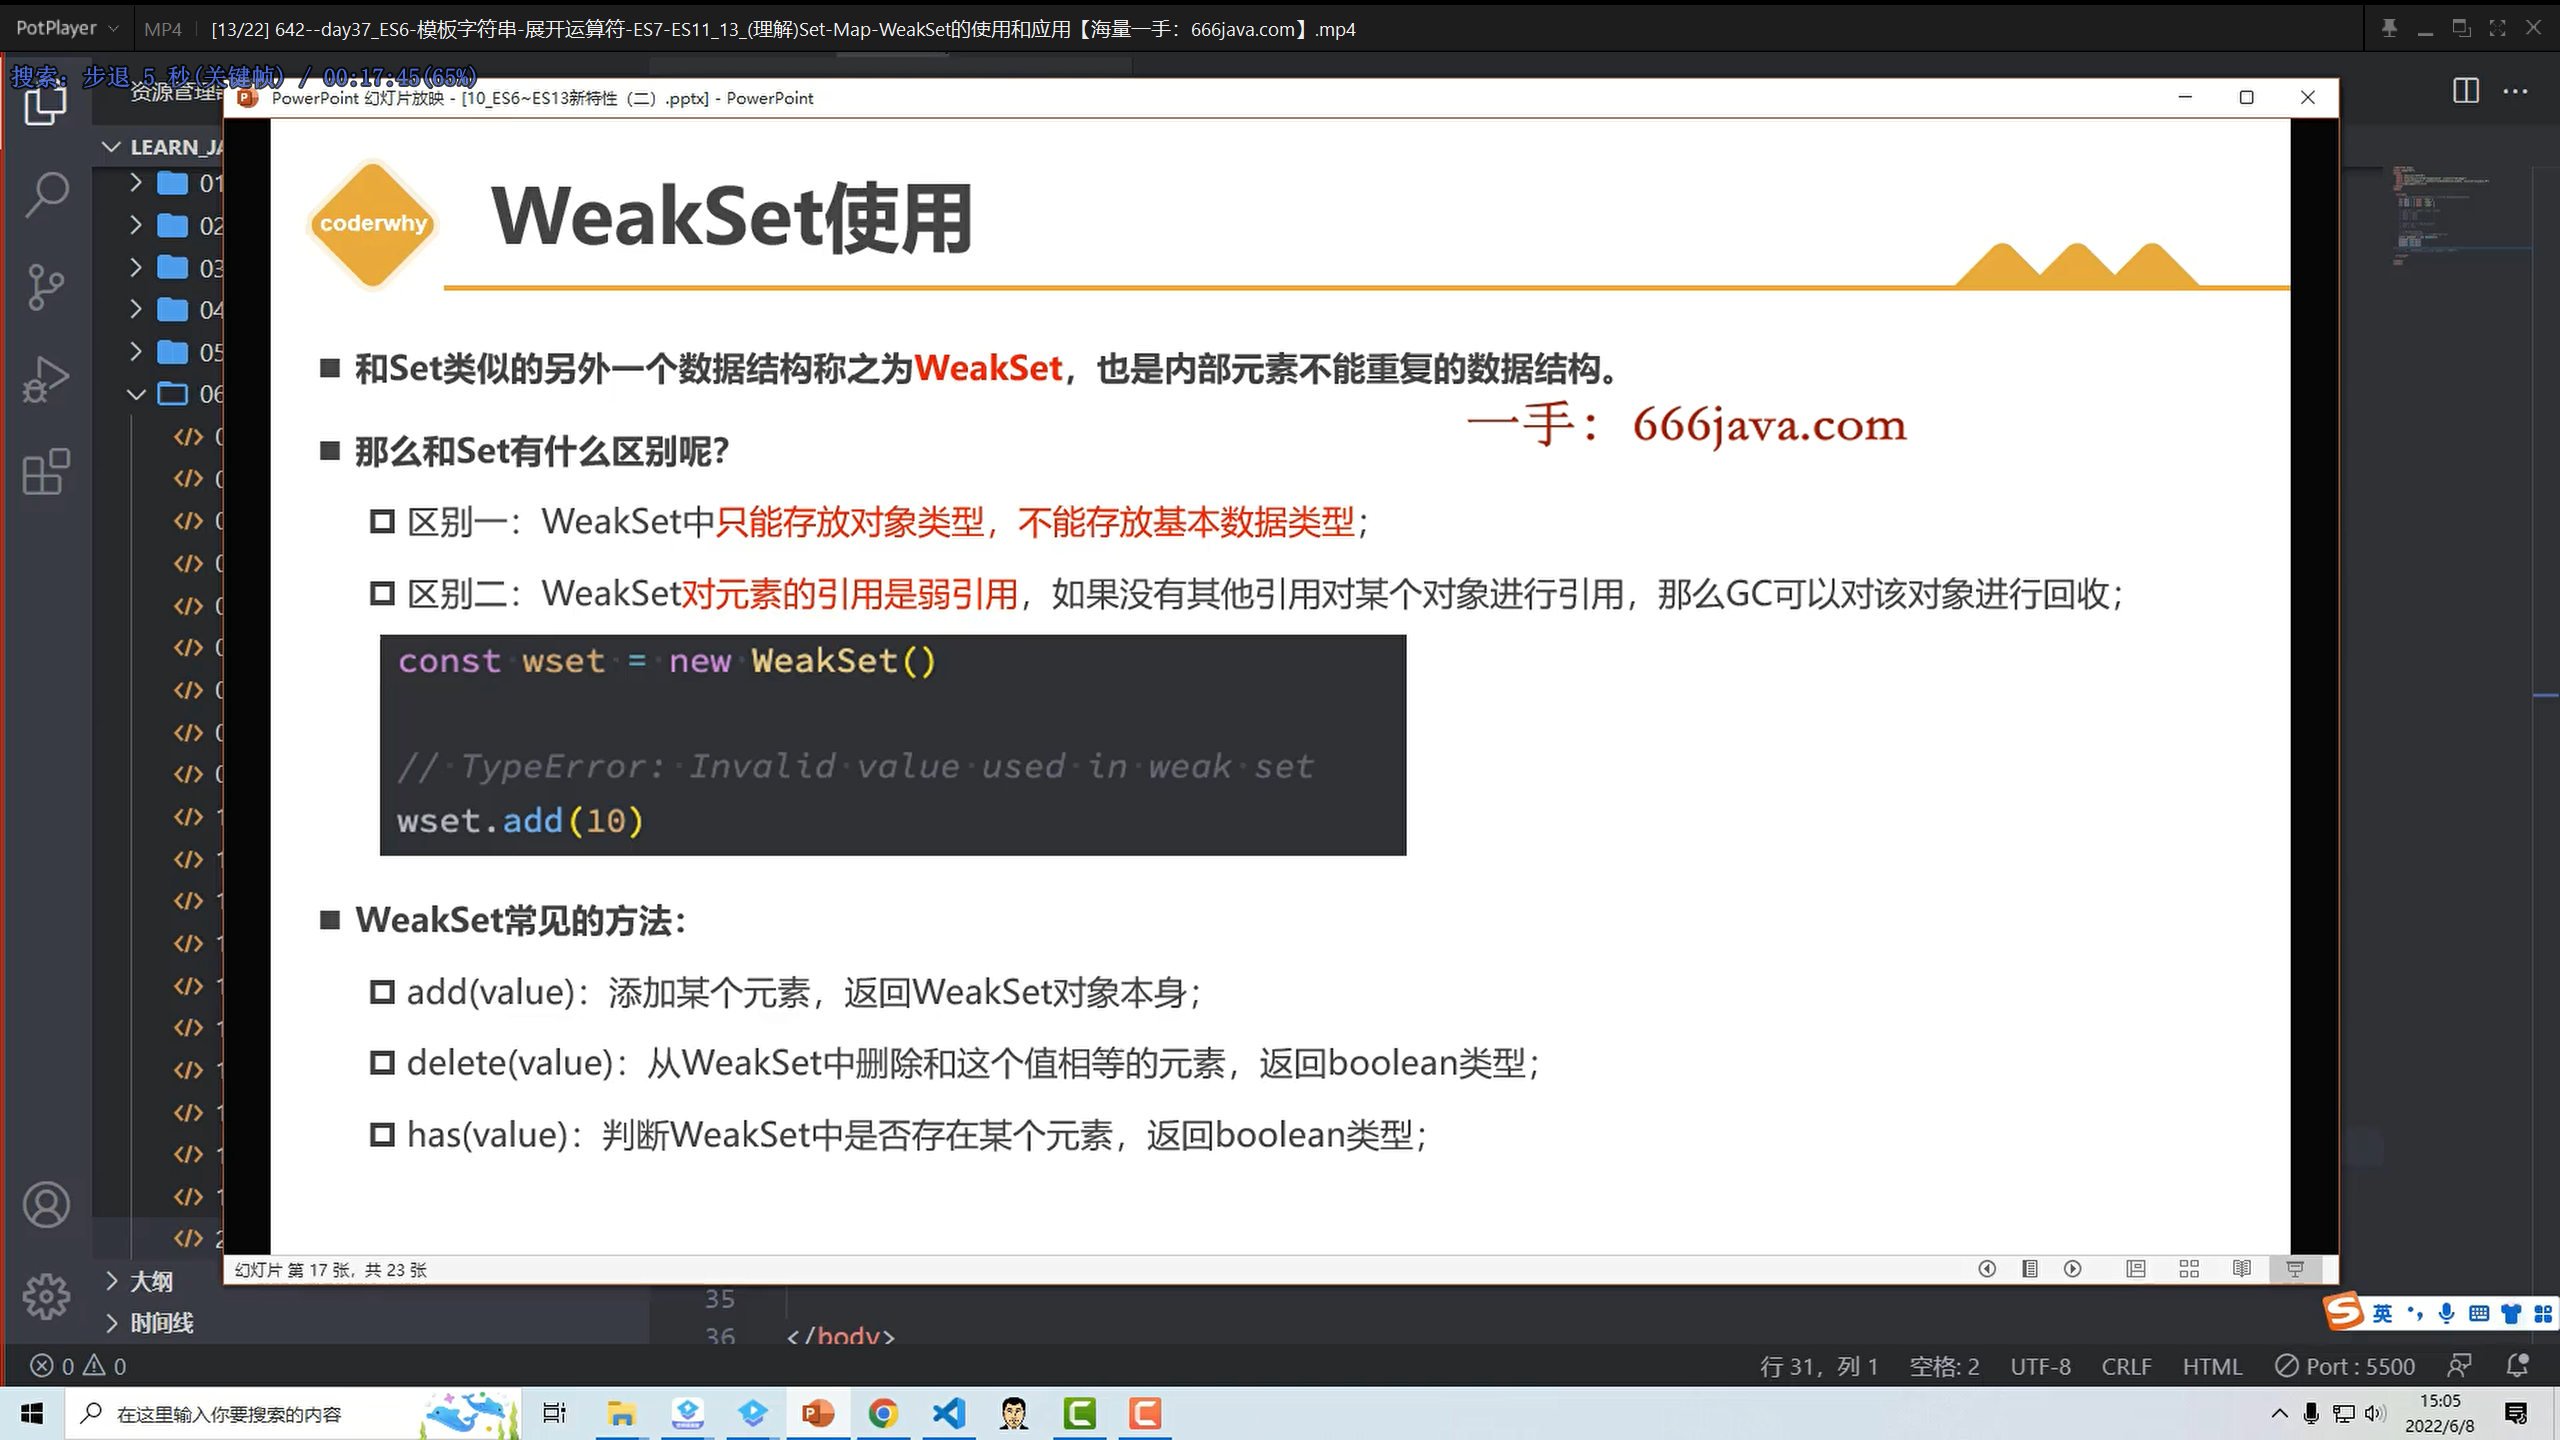 PotPlayer MP4 [13/22] 642--day37_ES6-模板字符串-展开运算符-ES7-ES11_13_(理解)Set-Map-WeakSet的使用和应用【海量一手：666java.com】.mp4
搜索: 步退 5 秒(关键帧) / 00:17:45(65%)
资源管理
PowerPoint 幻灯片放映 - [10_ES6~ES13新特性（二）.pptx] - PowerPoint
LEARN_JA
01
02
03
04
05
06
coderwhy
WeakSet使用
和Set类似的另外一个数据结构称之为WeakSet，也是内部元素不能重复的数据结构。
一手：666java.com
那么和Set有什么区别呢？
区别一：WeakSet中只能存放对象类型，不能存放基本数据类型；
区别二：WeakSet对元素的引用是弱引用，如果没有其他引用对某个对象进行引用，那么GC可以对该对象进行回收；
const wset = new WeakSet()
// TypeError: Invalid value used in weak set
wset.add(10)
WeakSet常见的方法：
add(value)：添加某个元素，返回WeakSet对象本身；
delete(value)：从WeakSet中删除和这个值相等的元素，返回boolean类型；
has(value)：判断WeakSet中是否存在某个元素，返回boolean类型；
幻灯片 第 17 张，共 23 张
大纲
时间线
35
36 </body>
英
0 0 行 31，列 1 空格: 2 UTF-8 CRLF HTML Port : 5500
在这里输入你要搜索的内容
15:05
2022/6/8